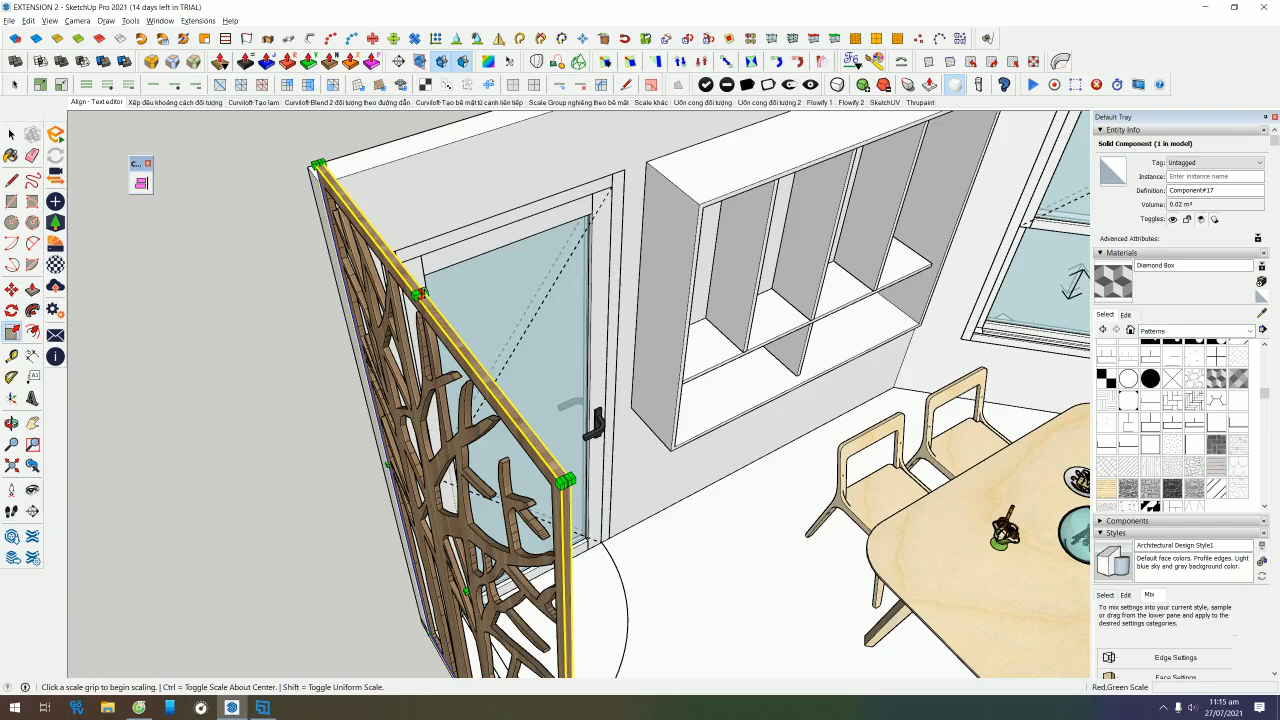 EXTENSION 2 - SketchUp Pro 2021 (14 days left in TRIAL)
File Edit View Camera Draw Tools Window Extensions Help
Align - Text editor Xếp đều khoảng cách đối tượng Curviloft-Tạo lam Curviloft-Blend 2 đối tượng theo đường dẫn Curviloft-Tạo bề mặt từ cạnh liên tiếp Scale Group nghiêng theo bề mặt Scale khác Uốn cong đối tượng Uốn cong đối tượng 2 Flowify 1 Flowify 2 SketchUV Thrupaint
C...
Default Tray
Entity Info
Solid Component (1 in model)
Tag: Untagged
Instance: Enter instance name
Definition: Component#17
Volume: 0.02 m³
Toggles:
Advanced Attributes:
Materials
Diamond Box
Select Edit
Patterns
Components
Styles
Architectural Design Style1
Default face colors. Profile edges. Light blue sky and gray background color.
Select Edit Mix
To mix settings into your current style, sample or drag from the lower pane and apply to the desired settings categories.
Edge Settings
Face Settings
Click a scale grip to begin scaling. | Ctrl = Toggle Scale About Center. | Shift = Toggle Uniform Scale.
Red,Green Scale
11:15 am
27/07/2021